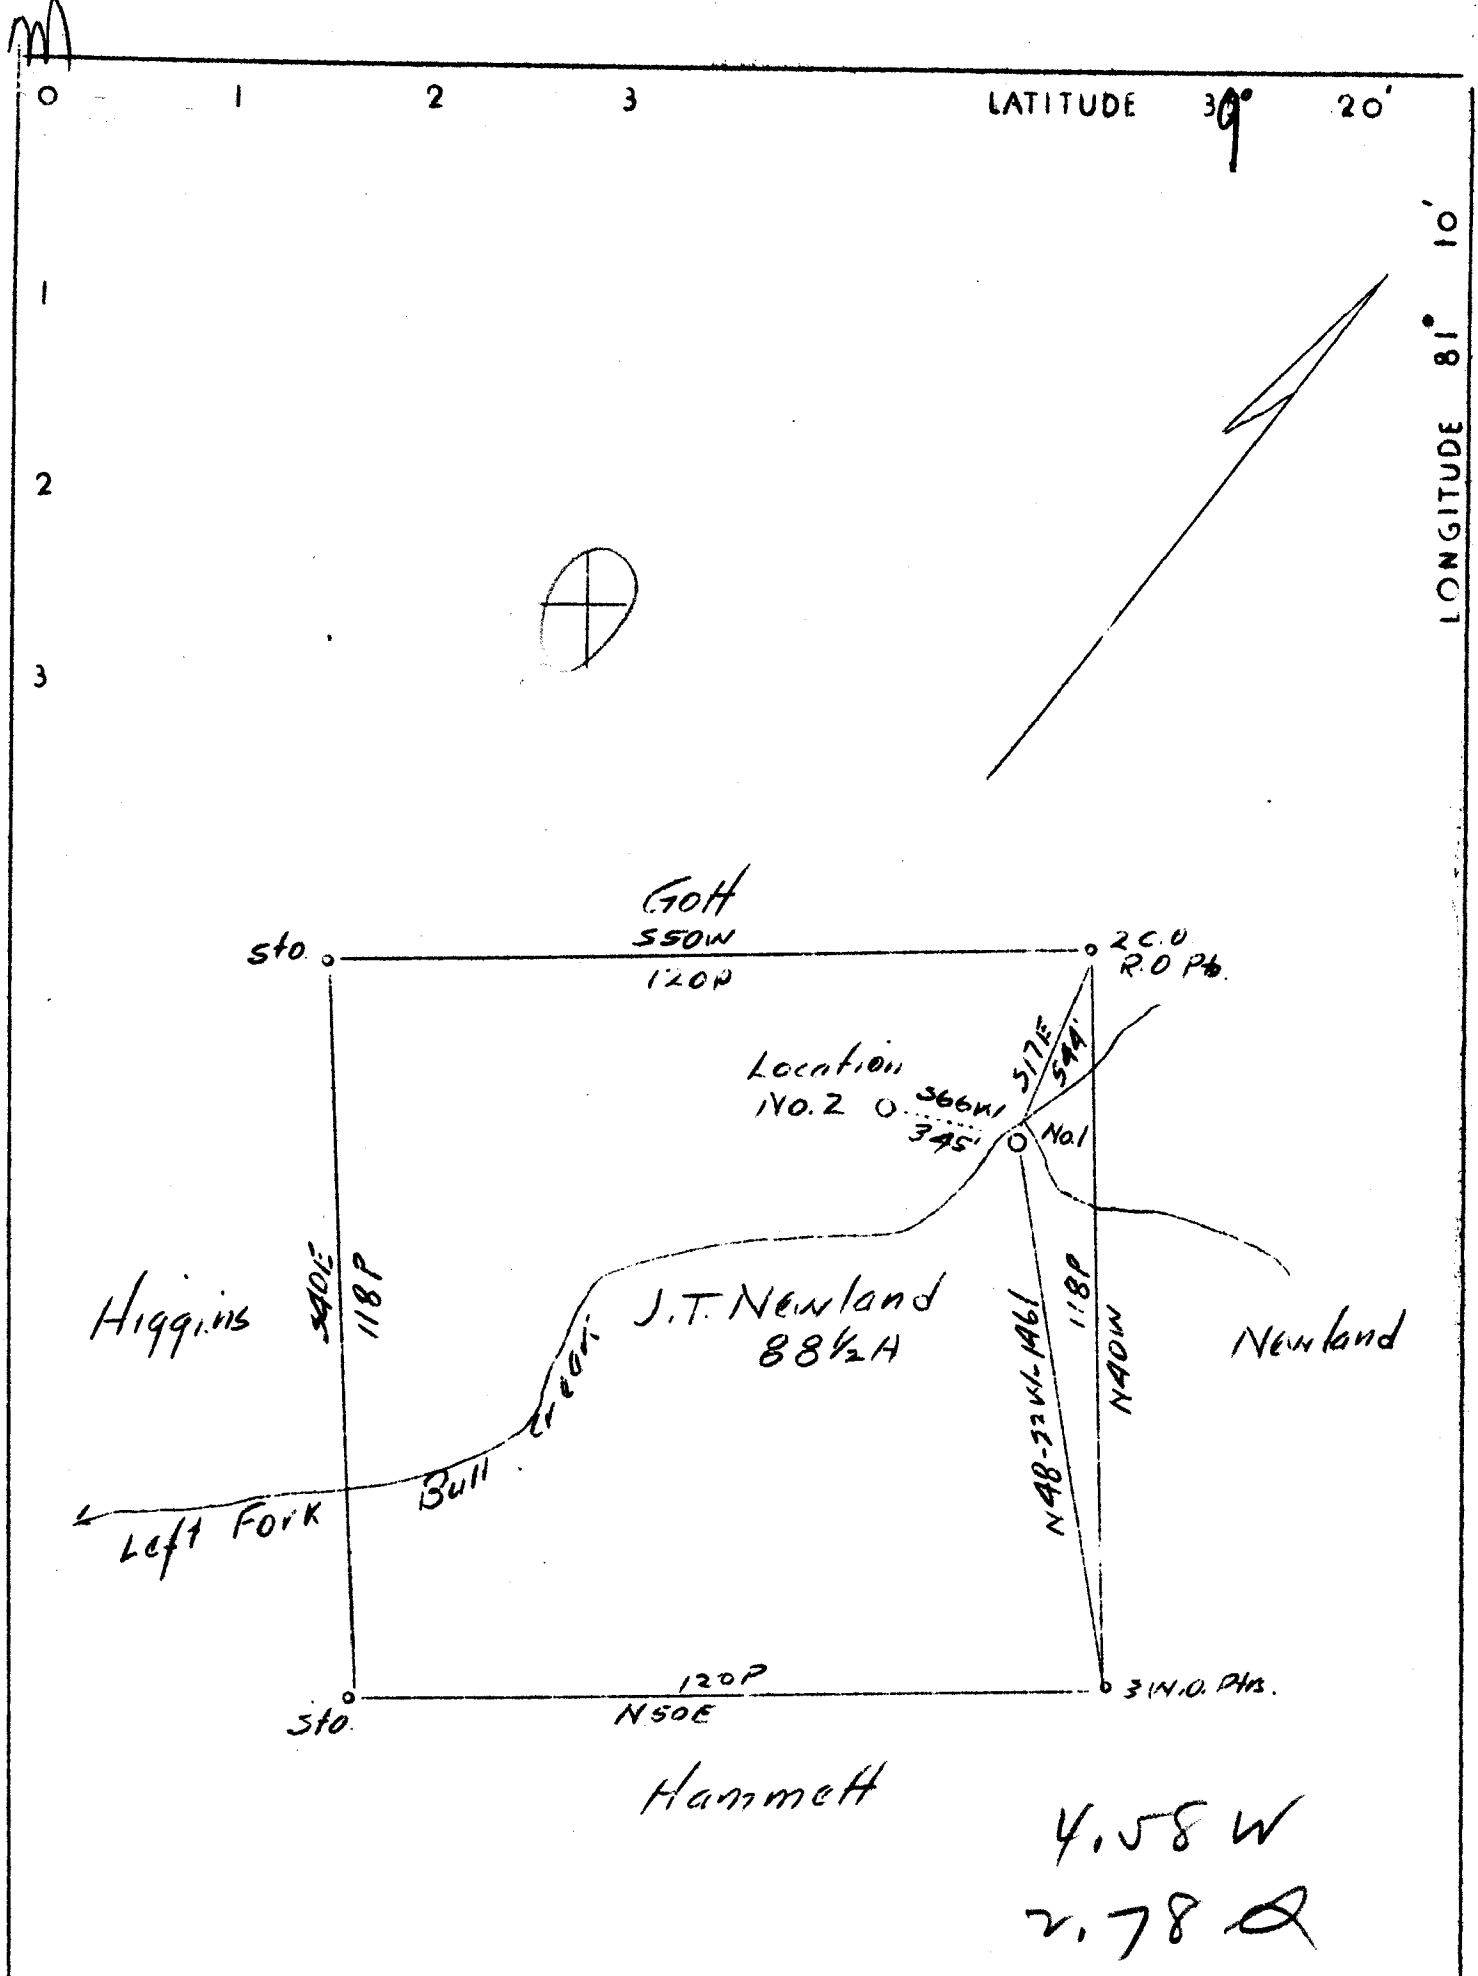 0 1 2 3 LATITUDE 39° 20'
1
2
3
LONGITUDE 81° 10'
Goff
S50W
120P
Sto.
2 C.O
R.O Pts.
S17E
544'
Location
No. 2
S66W
345'
No.1
Higgins
S40E
118P
J.T. Newland
88½A
N48-22W-1461
118P
N40W
Newland
Left Fork Bull Creek
120P
N50E
Sto.
3 W.O. Ptrs.
Hammett
4.58 W
2.78